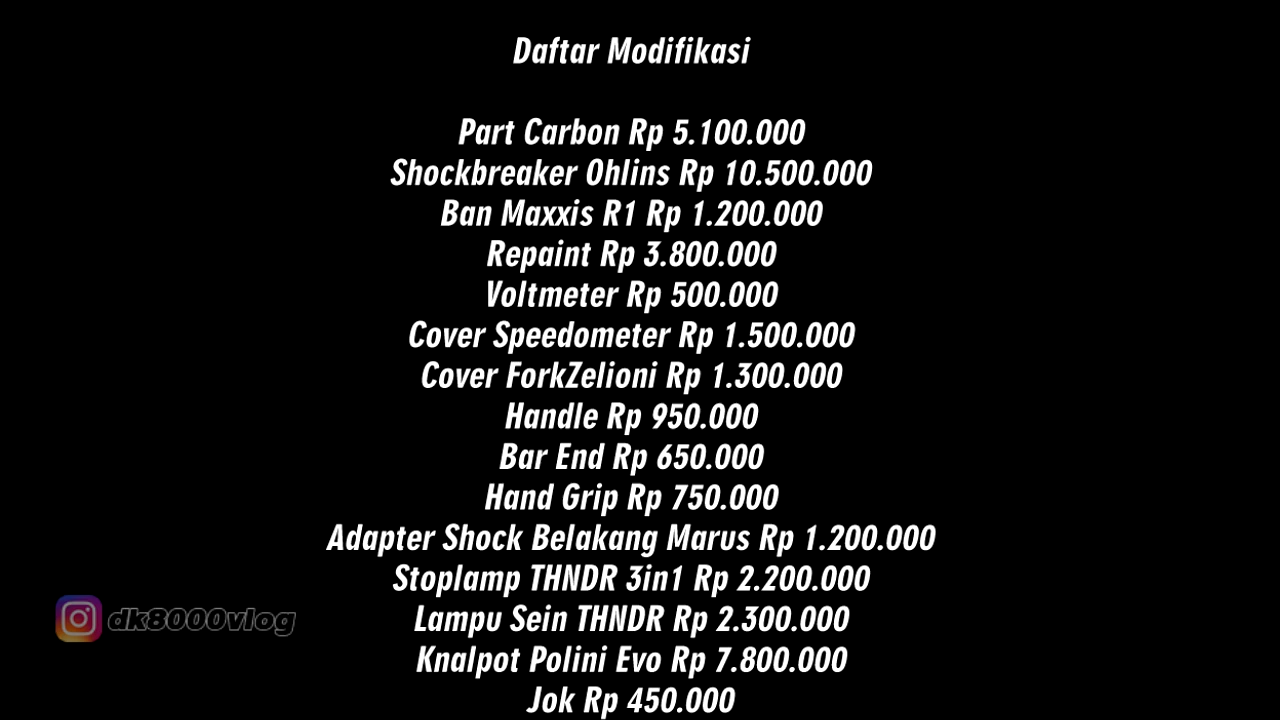 Daftar Modifikasi
Part Carbon Rp 5.100.000
Shockbreaker Ohlins Rp 10.500.000
Ban Maxxis R1 Rp 1.200.000
Repaint Rp 3.800.000
Voltmeter Rp 500.000
Cover Speedometer Rp 1.500.000
Cover ForkZelioni Rp 1.300.000
Handle Rp 950.000
Bar End Rp 650.000
Hand Grip Rp 750.000
Adapter Shock Belakang Marus Rp 1.200.000
Stoplamp THNDR 3in1 Rp 2.200.000
Lampu Sein THNDR Rp 2.300.000
Knalpot Polini Evo Rp 7.800.000
Jok Rp 450.000
dk8000vlog